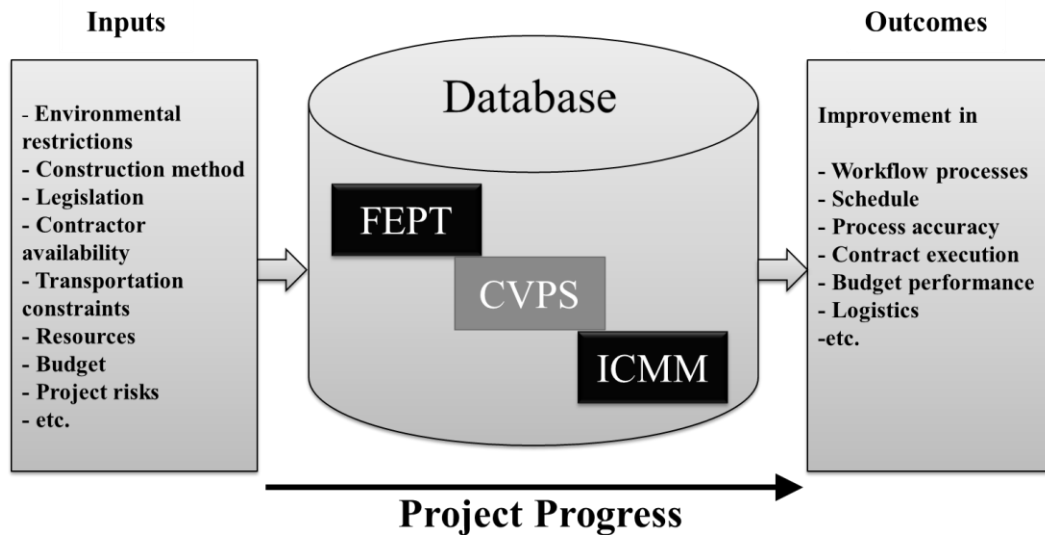 Inputs
- Environmental
restrictions
- Construction method
- Legislation
- Contractor
availability
- Transportation
constraints
- Resources
- Budget
- Project risks
- etc.
Database
FEPT
CVPS
ICMM
Outcomes
Improvement in
- Workflow processes
- Schedule
- Process accuracy
- Contract execution
- Budget performance
- Logistics
-etc.
Project Progress